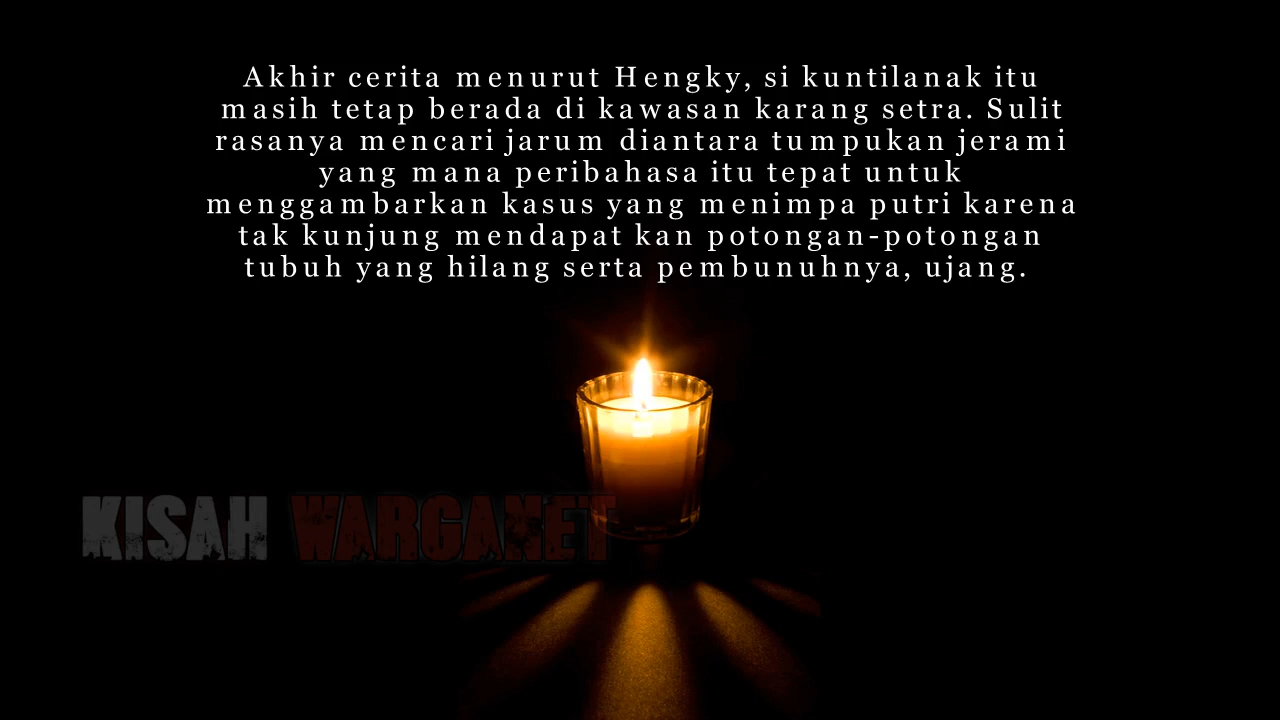 Akhir cerita menurut Hengky, si kuntilanak itu
masih tetap berada di kawasan karang setra. Sulit
rasanya mencari jarum diantara tumpukan jerami
yang mana peribahasa itu tepat untuk
menggambarkan kasus yang menimpa putri karena
tak kunjung mendapat kan potongan-potongan
tubuh yang hilang serta pembunuhnya, ujang.
KISAH WARGANET